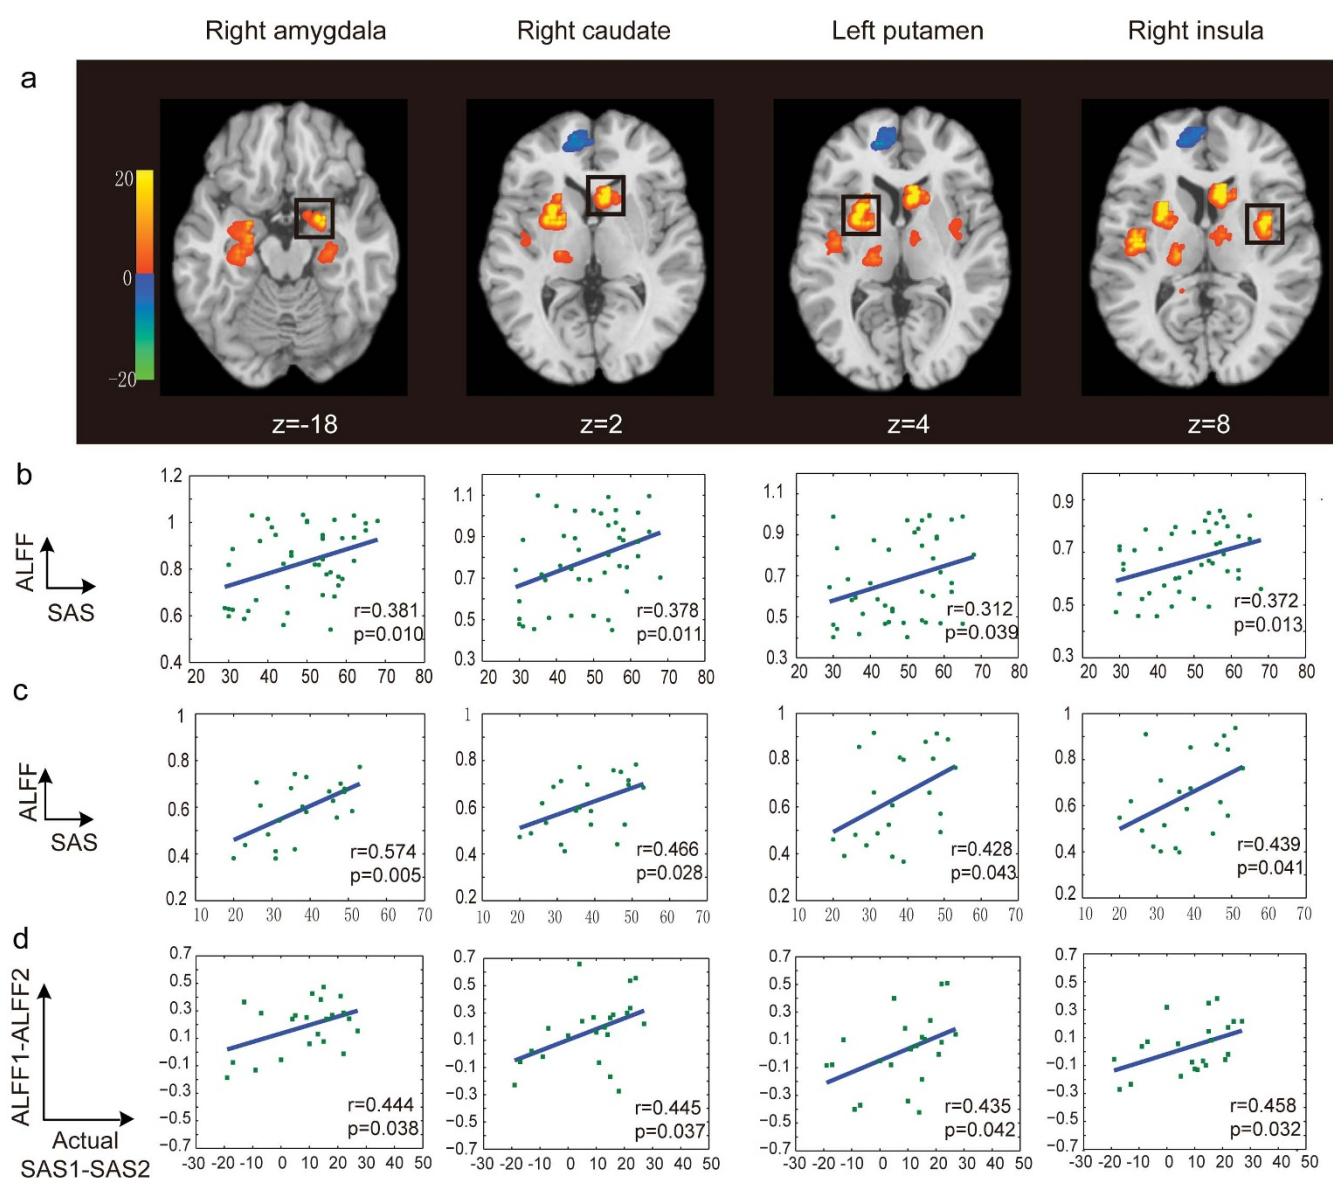 Right amygdala Right caudate Left putamen Right insula
a
20
0
−20
z=-18 z=2 z=4 z=8
b
ALFF
SAS
1.2
1
0.8
0.6
0.4
r=0.381
p=0.010
20 30 40 50 60 70 80
1.1
0.9
0.7
0.5
0.3
r=0.378
p=0.011
20 30 40 50 60 70 80
1.1
0.9
0.7
0.5
0.3
r=0.312
p=0.039
20 30 40 50 60 70 80
0.9
0.7
0.5
0.3
r=0.372
p=0.013
20 30 40 50 60 70 80
c
ALFF
SAS
1
0.8
0.6
0.4
0.2
r=0.574
p=0.005
10 20 30 40 50 60 70
1
0.8
0.6
0.4
0.2
r=0.466
p=0.028
10 20 30 40 50 60 70
1
0.8
0.6
0.4
0.2
r=0.428
p=0.043
10 20 30 40 50 60 70
1
0.8
0.6
0.4
0.2
r=0.439
p=0.041
10 20 30 40 50 60 70
d
ALFF1-ALFF2
Actual
SAS1-SAS2
0.7
0.5
0.3
0.1
−0.1
−0.3
−0.5
−0.7
r=0.444
p=0.038
−30 −20 −10 0 10 20 30 40 50
0.7
0.5
0.3
0.1
−0.1
−0.3
−0.5
−0.7
r=0.445
p=0.037
−30 −20 −10 0 10 20 30 40 50
0.7
0.5
0.3
0.1
−0.1
−0.3
−0.5
−0.7
r=0.435
p=0.042
−30 −20 −10 0 10 20 30 40 50
0.7
0.5
0.3
0.1
−0.1
−0.3
−0.5
−0.7
r=0.458
p=0.032
−30 −20 −10 0 10 20 30 40 50